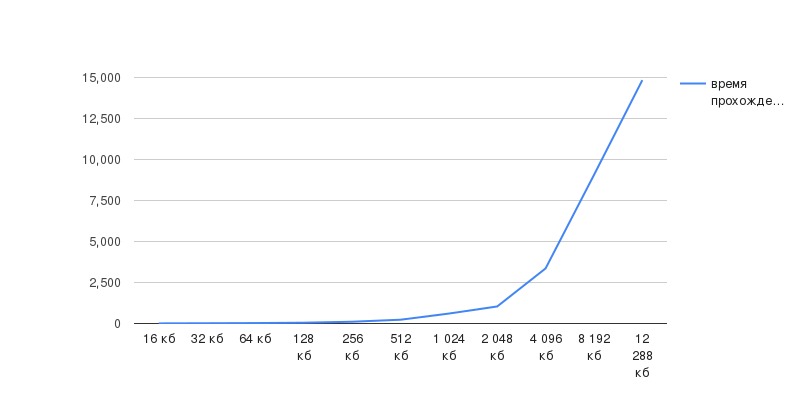 15,000
12,500
10,000
7,500
5,000
2,500
0
время
прохожде...
16 кб 32 кб 64 кб 128 256 512 1 024 2 048 4 096 8 192 12
кб кб кб кб кб кб кб 288
кб